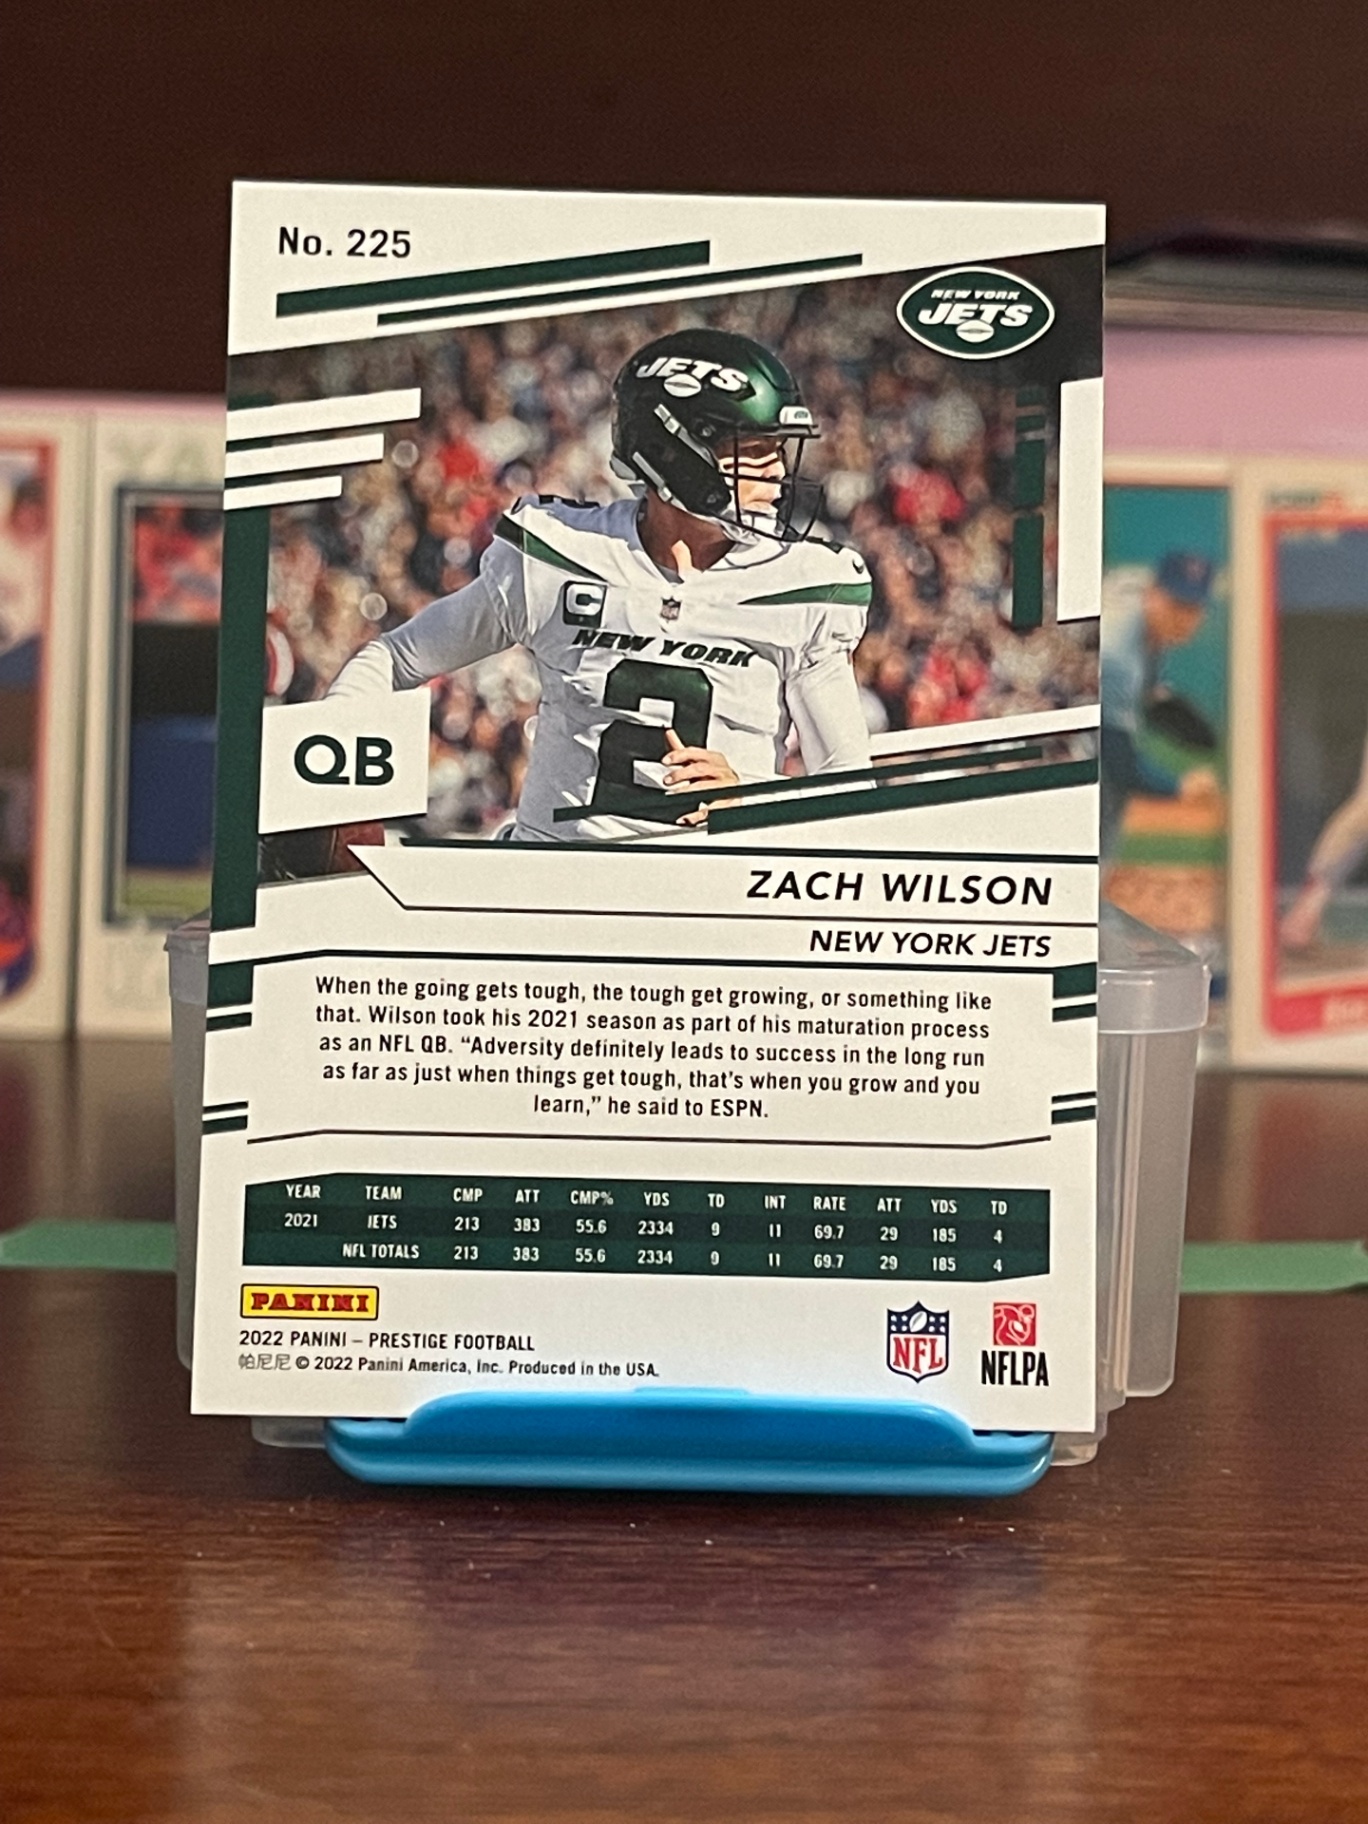 No. 225
NEW YORK
JETS
JETS
C
NFL
NEW YORK
2
QB
ZACH WILSON
NEW YORK JETS
When the going gets tough, the tough get growing, or something like
that. Wilson took his 2021 season as part of his maturation process
as an NFL QB. “Adversity definitely leads to success in the long run
as far as just when things get tough, that’s when you grow and you
learn,” he said to ESPN.
YEAR TEAM CMP ATT CMP% YDS TD INT RATE ATT YDS TD
2021 JETS 213 383 55.6 2334 9 11 69.7 29 185 4
NFL TOTALS 213 383 55.6 2334 9 11 69.7 29 185 4
PANINI
2022 PANINI – PRESTIGE FOOTBALL
帕尼尼 © 2022 Panini America, Inc. Produced in the USA.
NFL
NFLPA